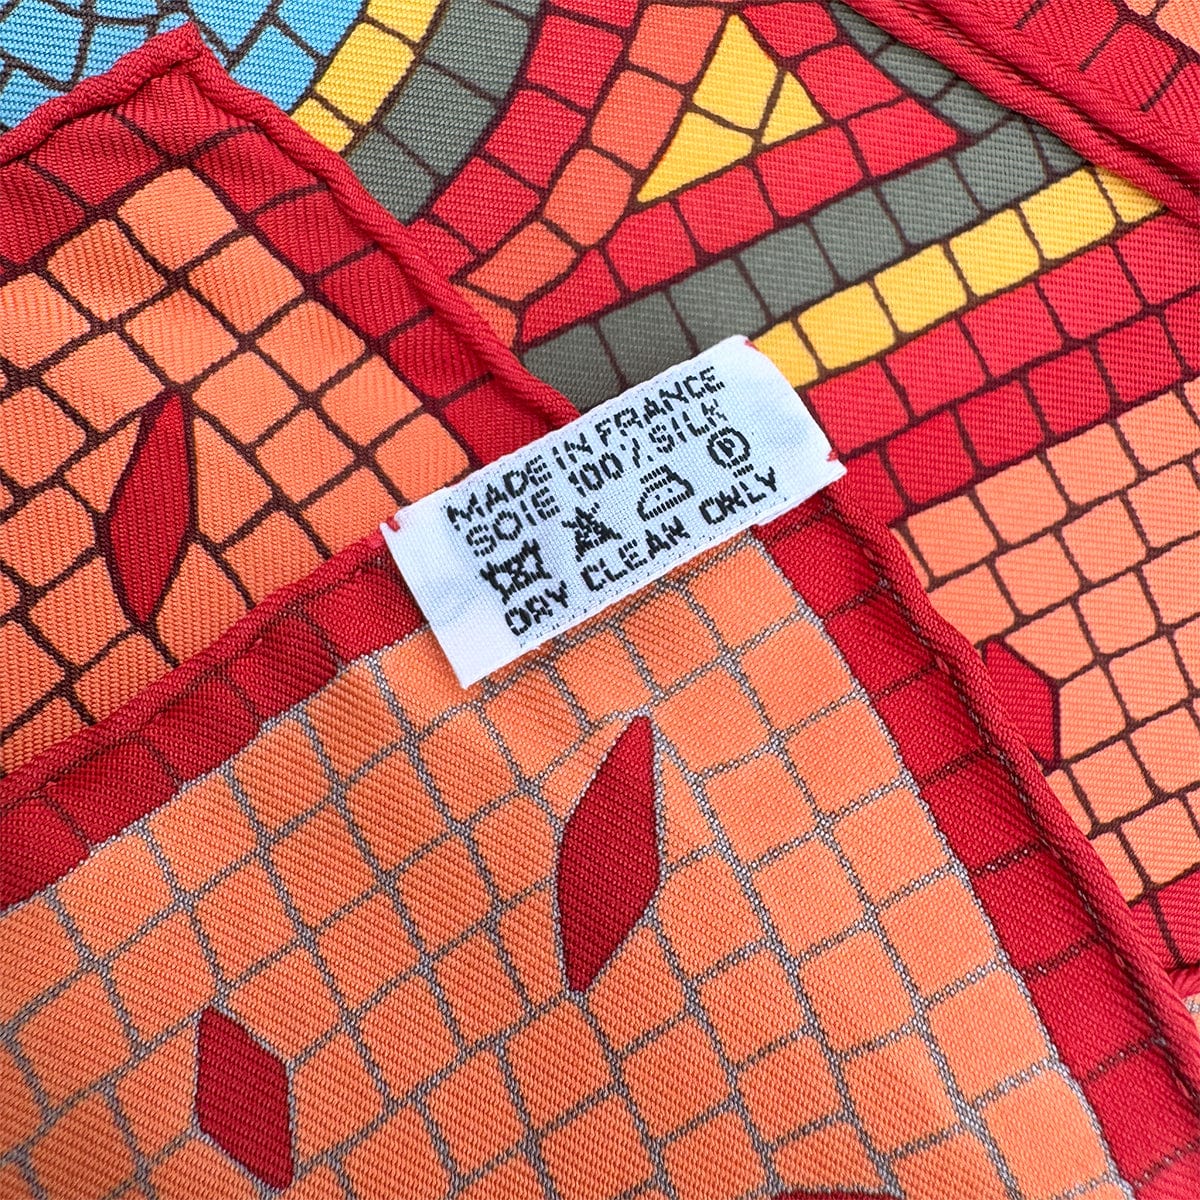 MADE IN FRANCE
SOIE 100% SILK
P
DRY CLEAN ONLY